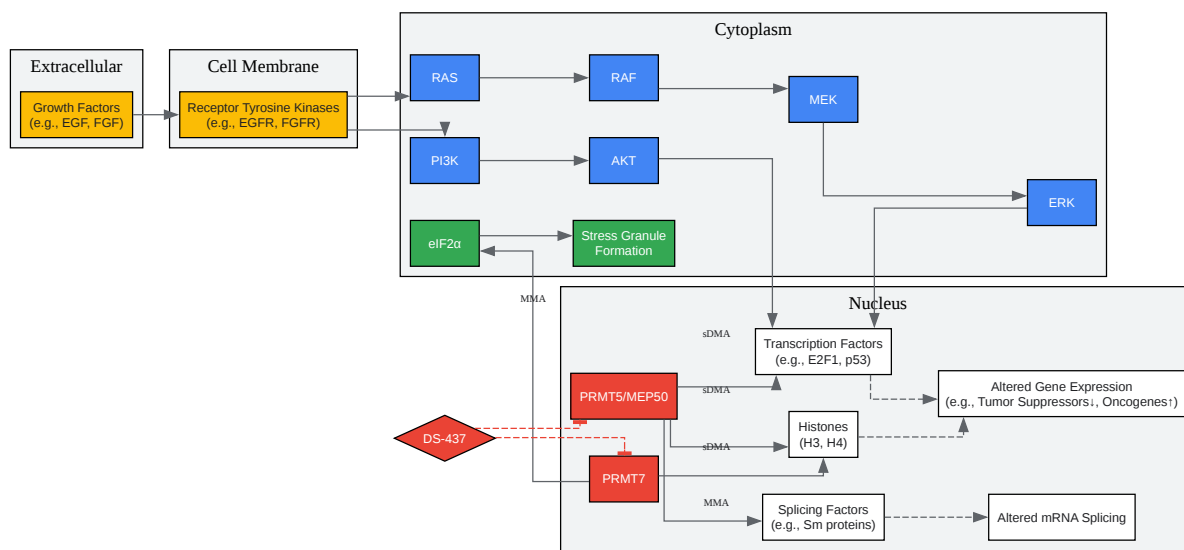 Cytoplasm
Extracellular
Cell Membrane
RAS
RAF
MEK
Growth Factors
(e.g., EGF, FGF)
Receptor Tyrosine Kinases
(e.g., EGFR, FGFR)
PI3K
AKT
ERK
eIF2α
Stress Granule
Formation
MMA
Nucleus
sDMA
Transcription Factors
(e.g., E2F1, p53)
PRMT5/MEP50
sDMA
Altered Gene Expression
(e.g., Tumor Suppressors↓, Oncogenes↑)
DS-437
Histones
(H3, H4)
sDMA
PRMT7
MMA
Splicing Factors
(e.g., Sm proteins)
Altered mRNA Splicing